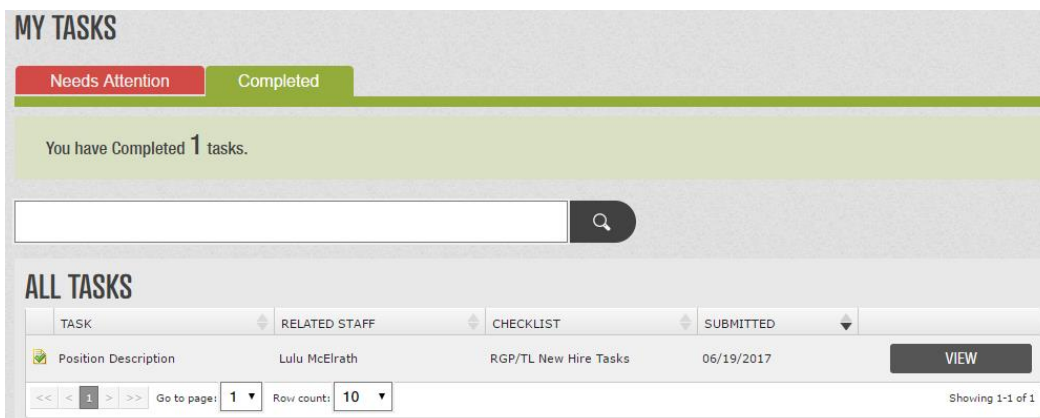 MY TASKS
Needs Attention Completed
You have Completed 1 tasks.
ALL TASKS
TASK RELATED STAFF CHECKLIST SUBMITTED
Position Description Lulu McElrath RGP/TL New Hire Tasks 06/19/2017 VIEW
<< < 1 > >> Go to page: 1 Row count: 10 Showing 1-1 of 1